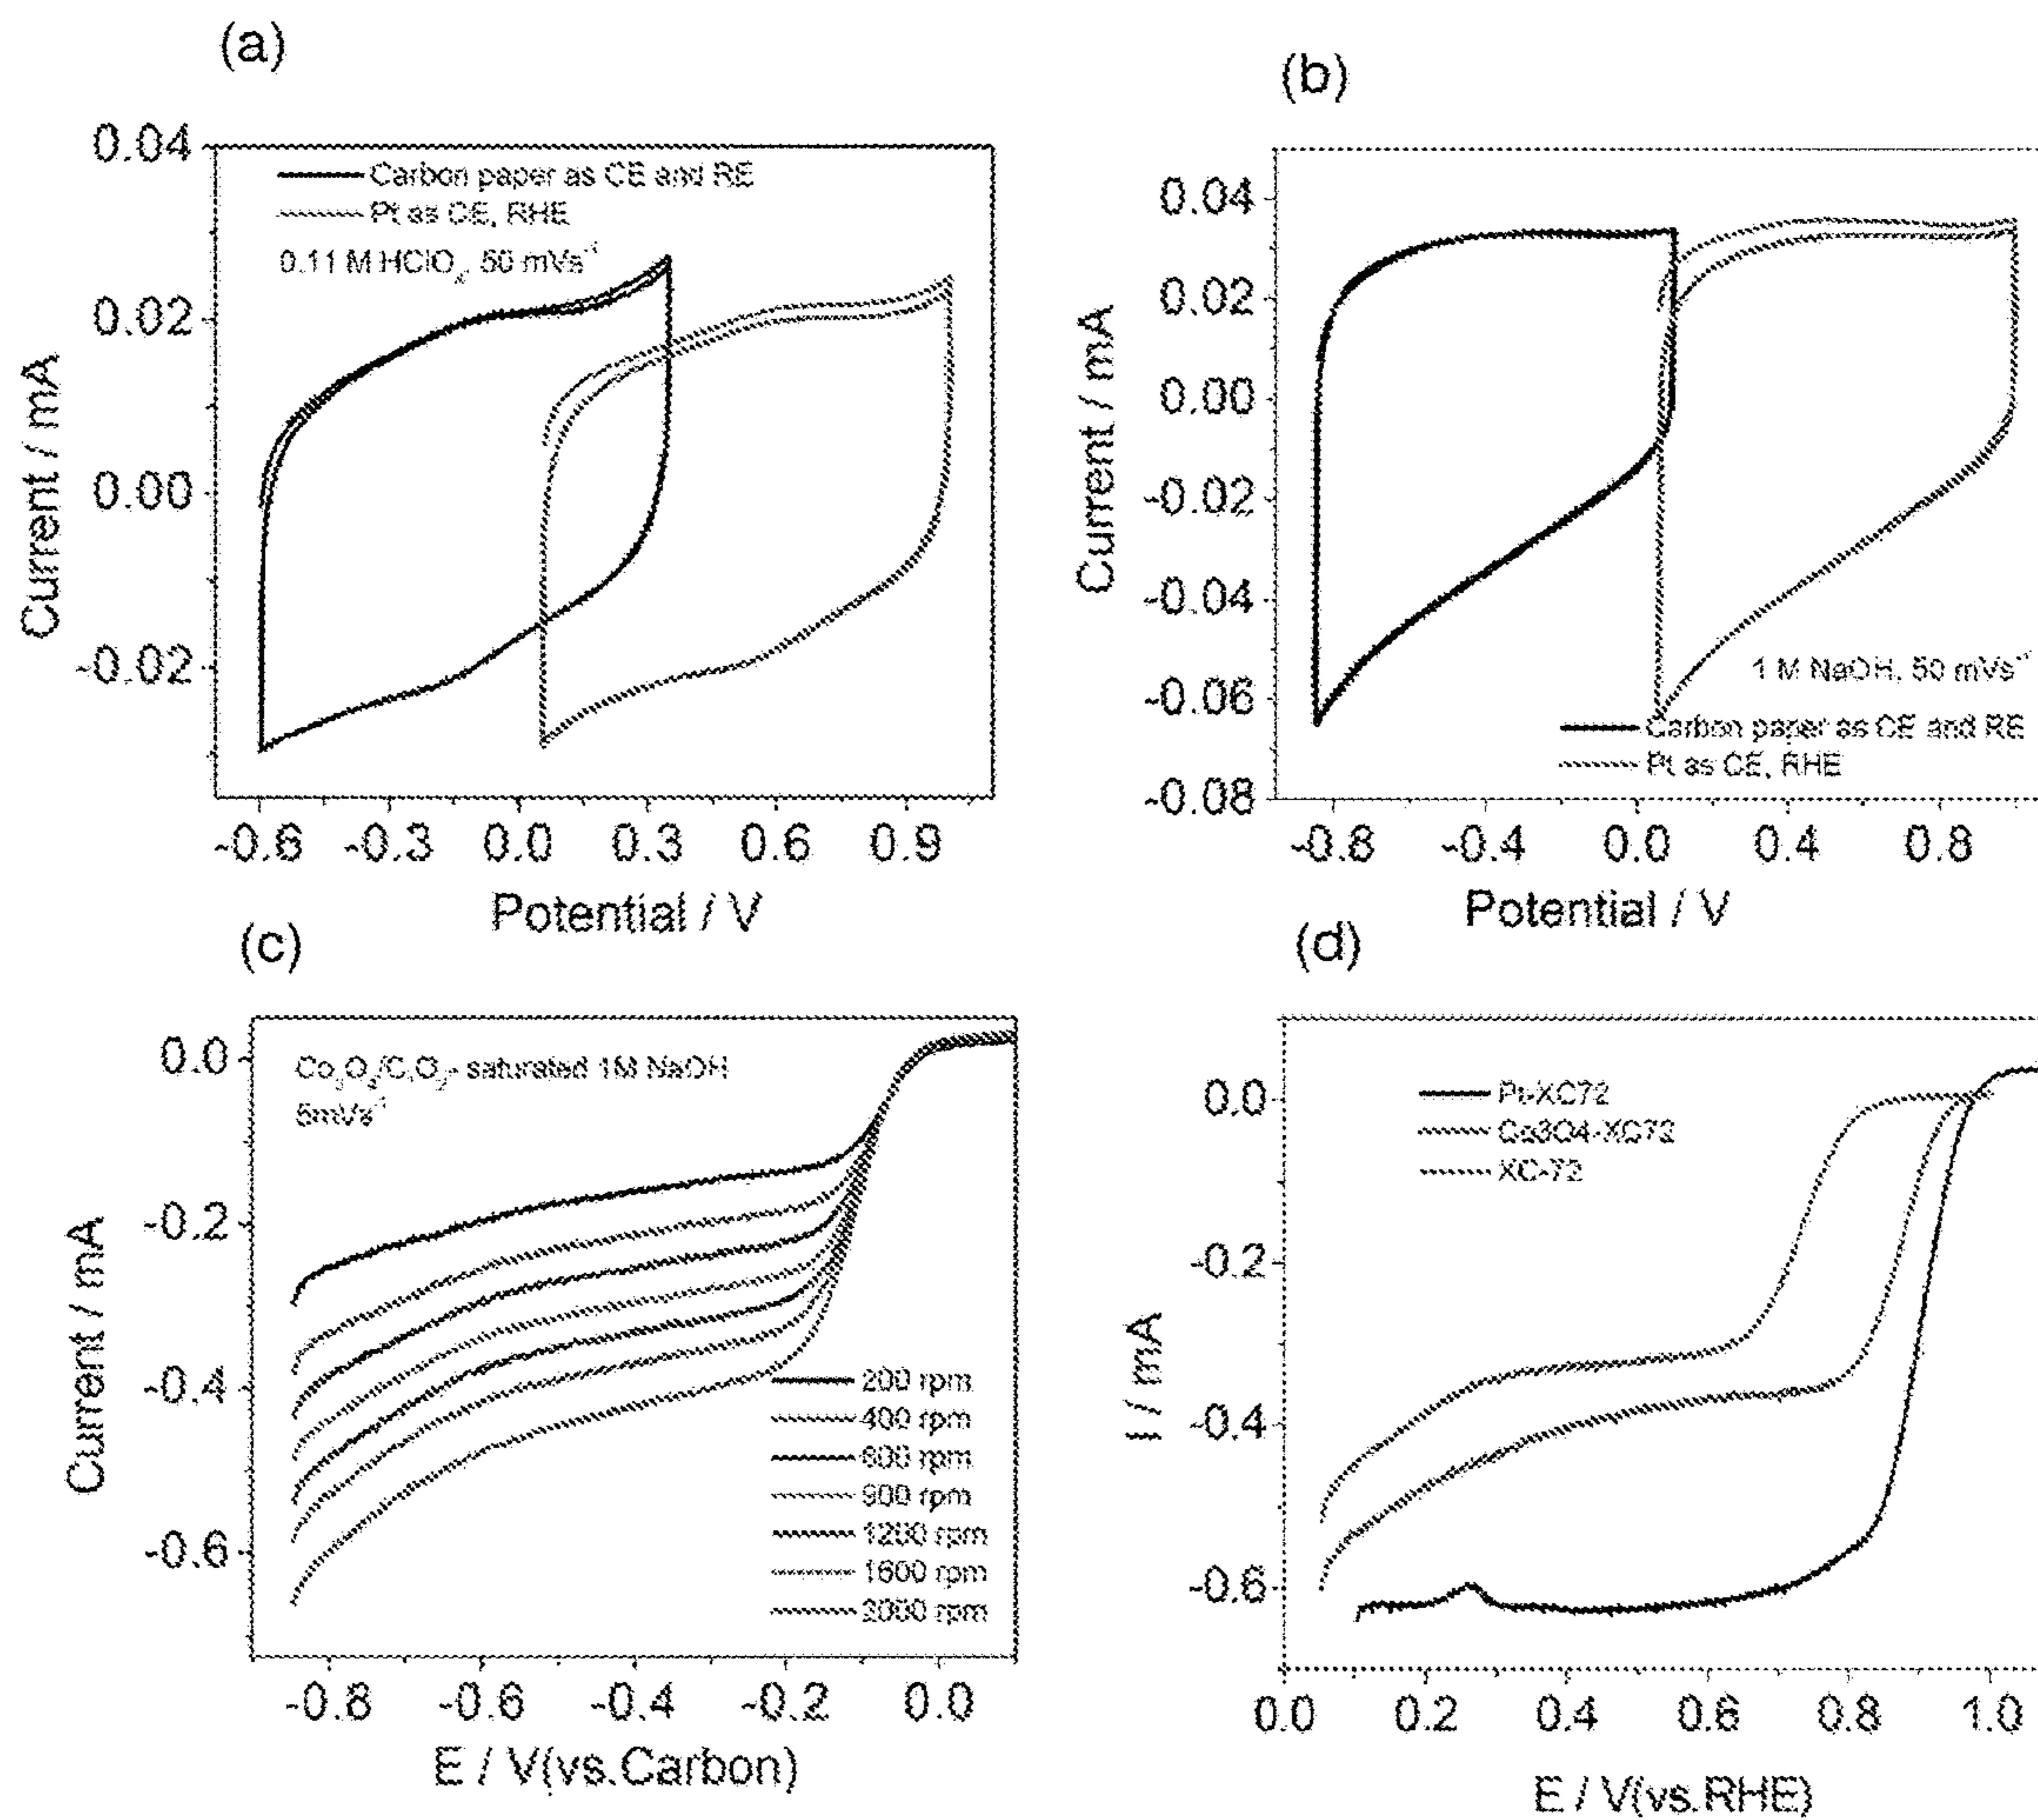 (a)
0.04
0.02
0.00
-0.02
Current / mA
Carbon paper as CE and RE
Pt as CE, RHE
0.11 M HClO4, 50 mVs-1
-0.6 -0.3 0.0 0.3 0.6 0.9
Potential / V
(b)
0.04
0.02
0.00
-0.02
-0.04
-0.06
-0.08
Current / mA
1 M NaOH, 50 mVs-1
Carbon paper as CE and RE
Pt as CE, RHE
-0.8 -0.4 0.0 0.4 0.8
Potential / V
(c)
0.0
-0.2
-0.4
-0.6
Current / mA
Co3O4/C,O2- saturated 1M NaOH
5mVs-1
200 rpm
400 rpm
600 rpm
900 rpm
1200 rpm
1600 rpm
2000 rpm
-0.8 -0.6 -0.4 -0.2 0.0
E / V(vs.Carbon)
(d)
0.0
-0.2
-0.4
-0.6
I / mA
Pt-XC72
Co3O4-XC72
XC-72
0.0 0.2 0.4 0.6 0.8 1.0
E / V(vs.RHE)